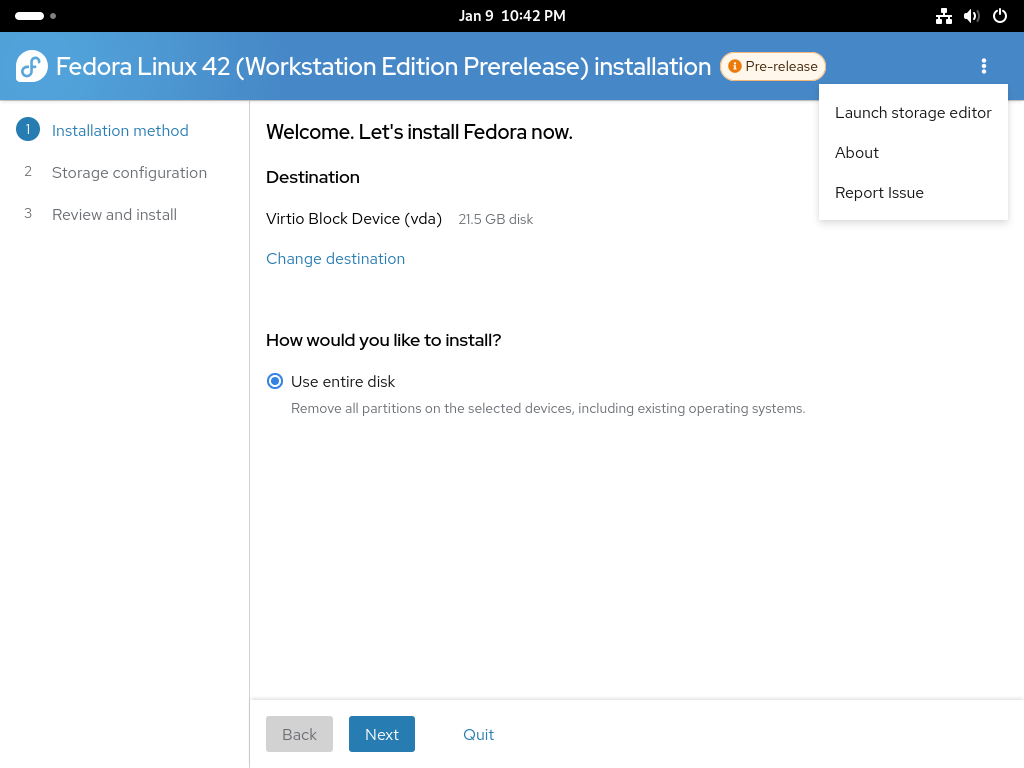 Jan 9 10:42 PM
Fedora Linux 42 (Workstation Edition Prerelease) installation
Pre-release
Launch storage editor
About
Report Issue
1 Installation method
2 Storage configuration
3 Review and install
Welcome. Let's install Fedora now.
Destination
Virtio Block Device (vda) 21.5 GB disk
Change destination
How would you like to install?
Use entire disk
Remove all partitions on the selected devices, including existing operating systems.
Back Next Quit